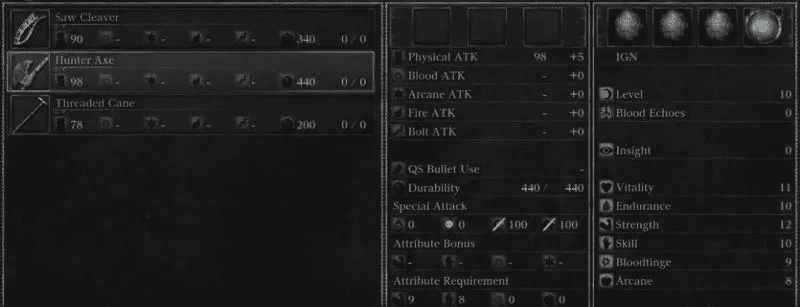 Saw Cleaver
90 - - - - 340 0 / 0
Hunter Axe
98 - - - - 440 0 / 0
Threaded Cane
78 - - - - 200 0 / 0
Physical ATK 98 +5
Blood ATK - +0
Arcane ATK - +0
Fire ATK - +0
Bolt ATK - +0
QS Bullet Use -
Durability 440 / 440
Special Attack
0 0 100 100
Attribute Bonus
- - - -
Attribute Requirement
9 8 0 0
IGN
Level 10
Blood Echoes 0
Insight 0
Vitality 11
Endurance 10
Strength 12
Skill 10
Bloodtinge 9
Arcane 8